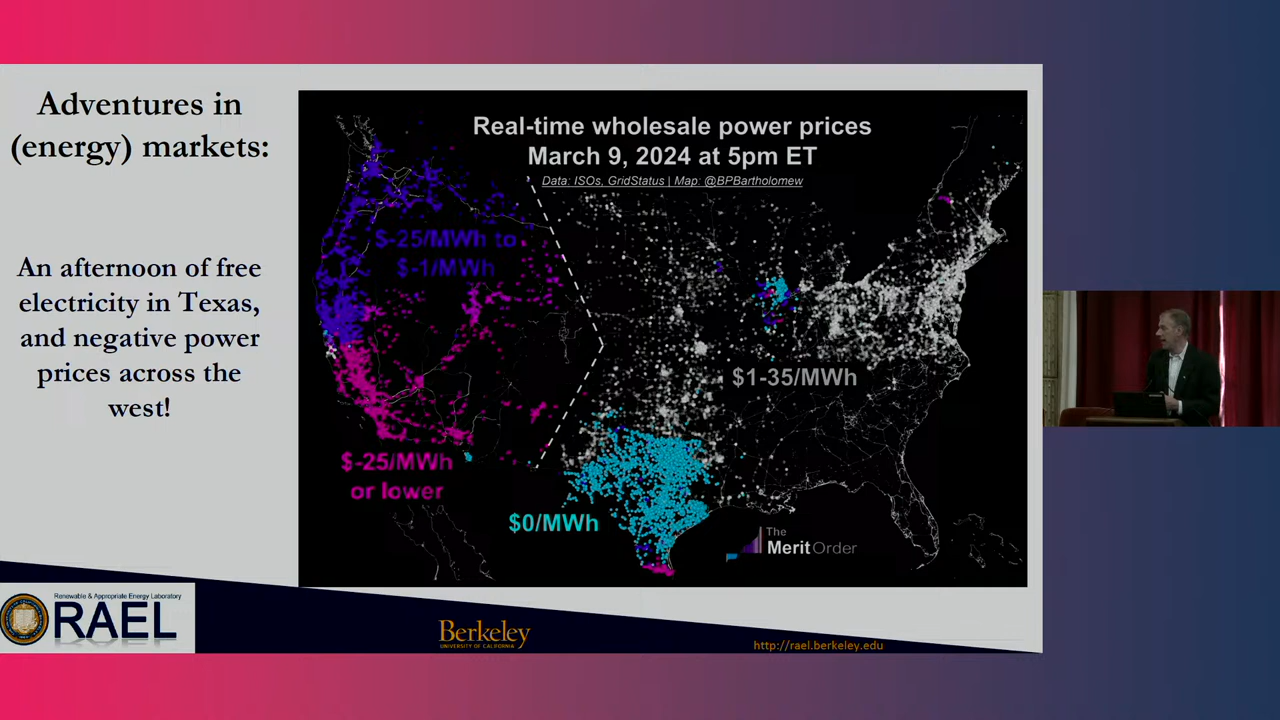 Adventures in
(energy) markets:
An afternoon of free
electricity in Texas,
and negative power
prices across the
west!
Real-time wholesale power prices
March 9, 2024 at 5pm ET
Data: ISOs, GridStatus | Map: @BPBartholomew
$-25/MWh to
$-1/MWh
$1-35/MWh
$-25/MWh
or lower
$0/MWh
The
MeritOrder
Renewable & Appropriate Energy Laboratory
RAEL
Berkeley
UNIVERSITY OF CALIFORNIA
http://rael.berkeley.edu